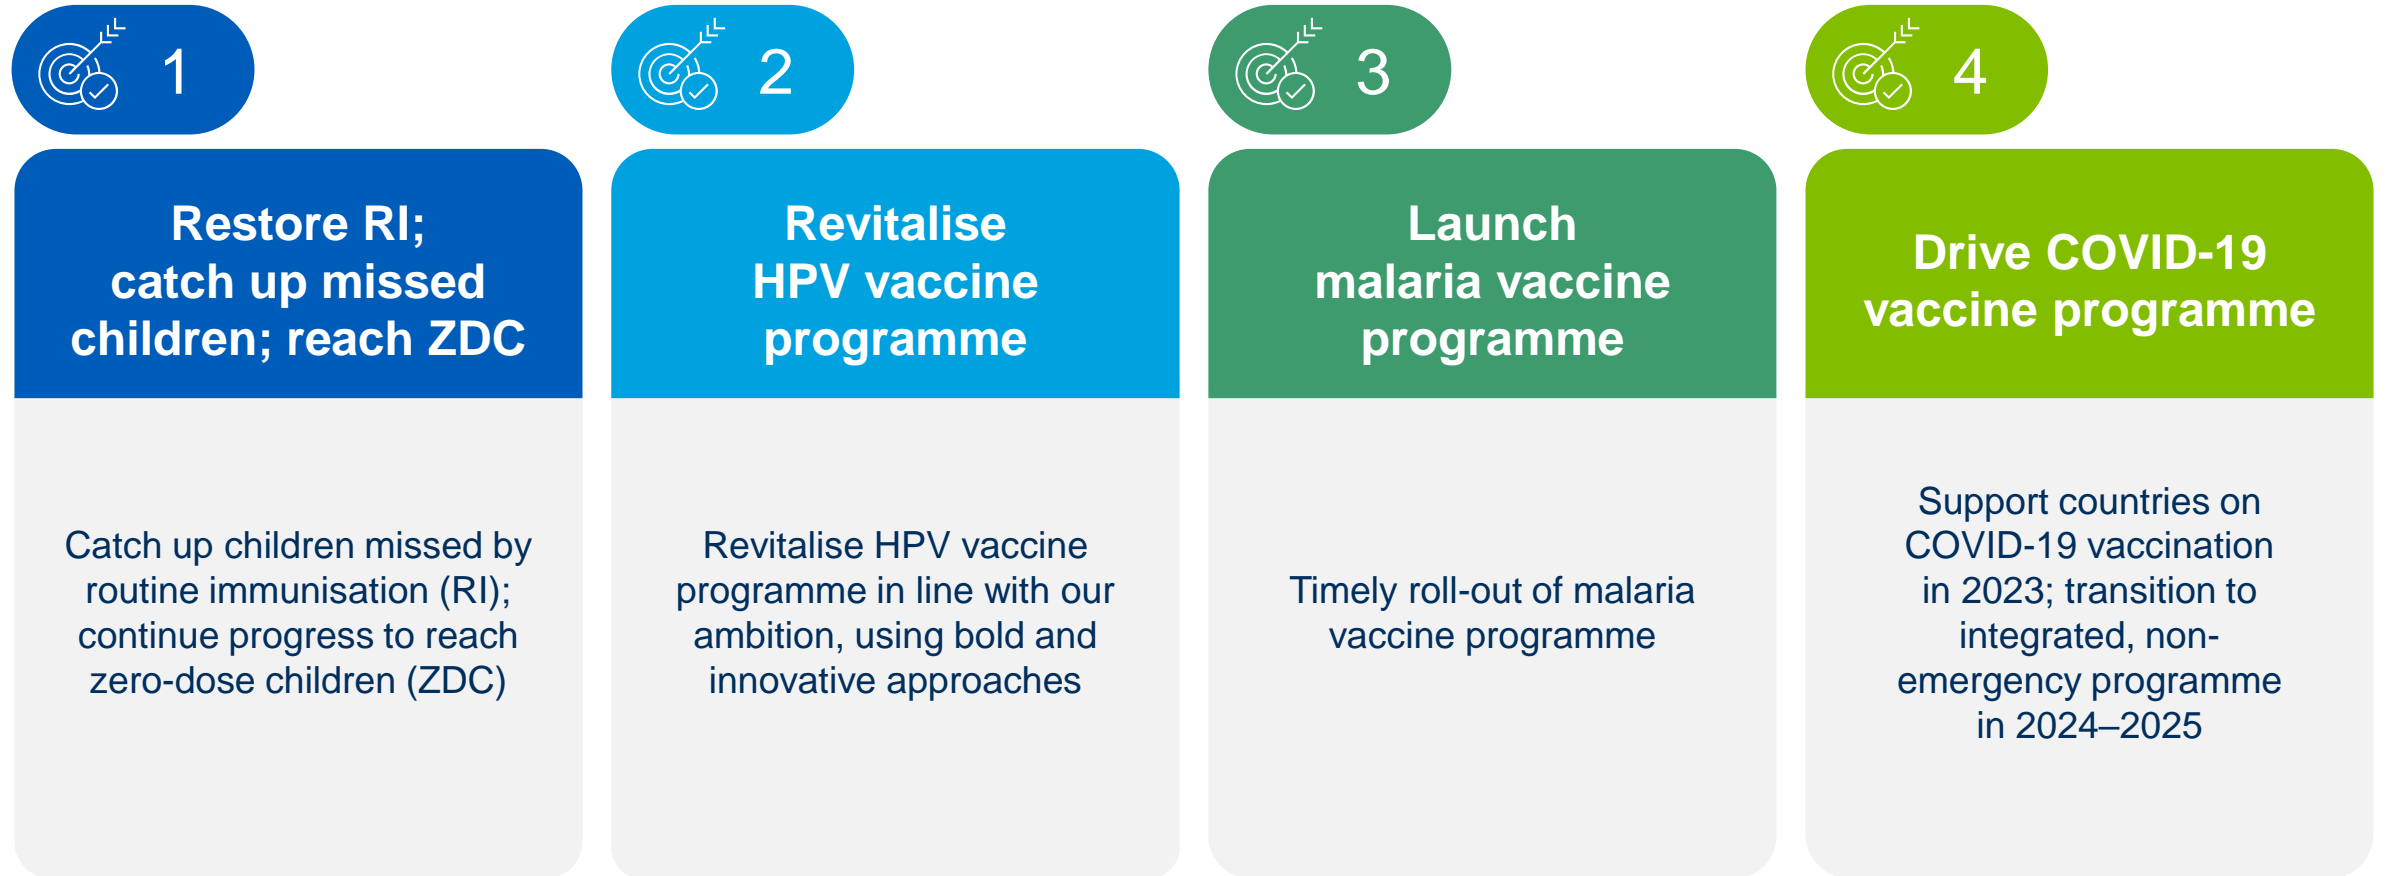 1
Restore RI;
catch up missed
children; reach ZDC
Catch up children missed by
routine immunisation (RI);
continue progress to reach
zero-dose children (ZDC)
2
Revitalise
HPV vaccine
programme
Revitalise HPV vaccine
programme in line with our
ambition, using bold and
innovative approaches
3
Launch
malaria vaccine
programme
Timely roll-out of malaria
vaccine programme
4
Drive COVID-19
vaccine programme
Support countries on
COVID-19 vaccination
in 2023; transition to
integrated, non-
emergency programme
in 2024–2025